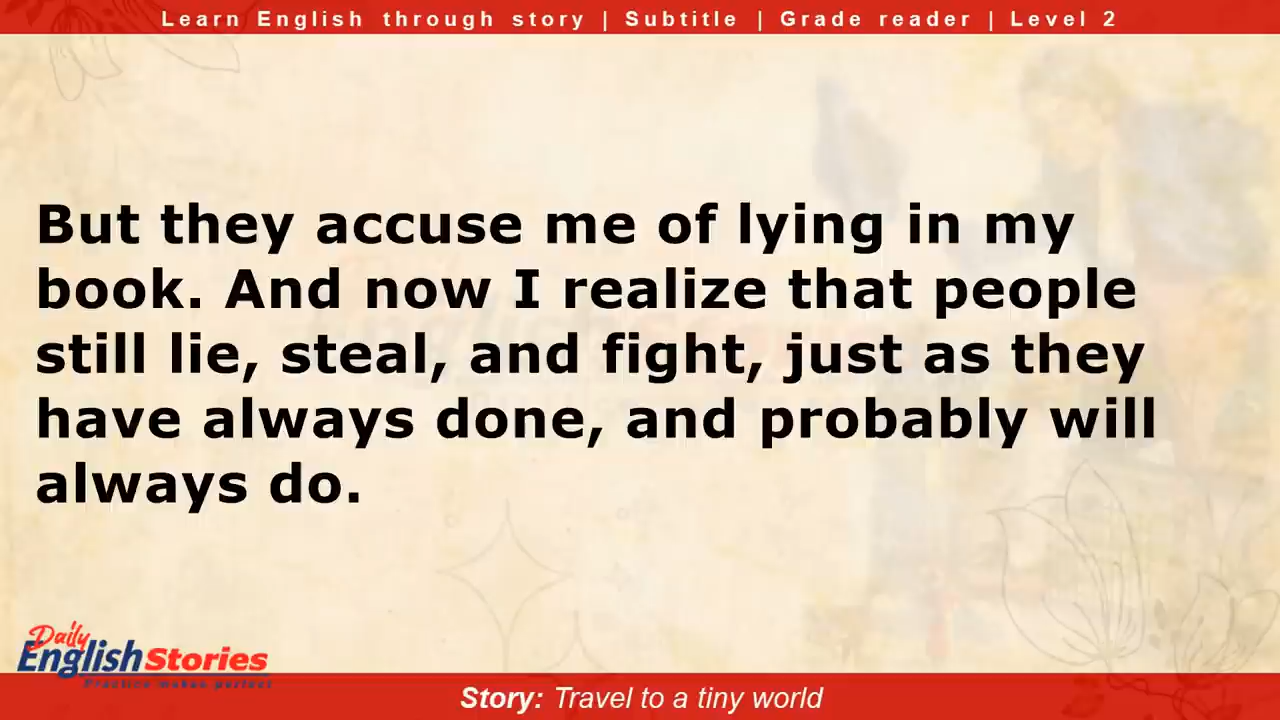 Learn English through story | Subtitle | Grade reader | Level 2
But they accuse me of lying in my
book. And now I realize that people
still lie, steal, and fight, just as they
have always done, and probably will
always do.
Daily
English Stories
Practice makes perfect
Story: Travel to a tiny world